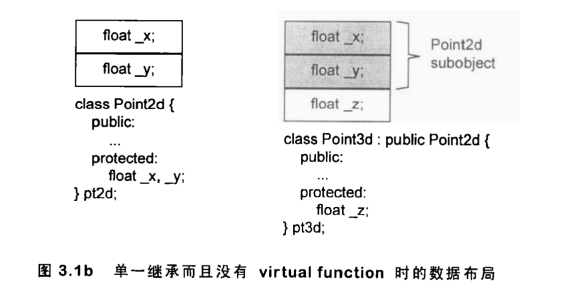 float _x;
float _y;
class Point2d {
public:
...
protected:
float _x, _y;
} pt2d;
float _x;
float _y;
float _z;
Point2d
subobject
class Point3d : public Point2d {
public:
...
protected:
float _z;
} pt3d;
图 3.1b 单一继承而且没有 virtual function 时的数据布局